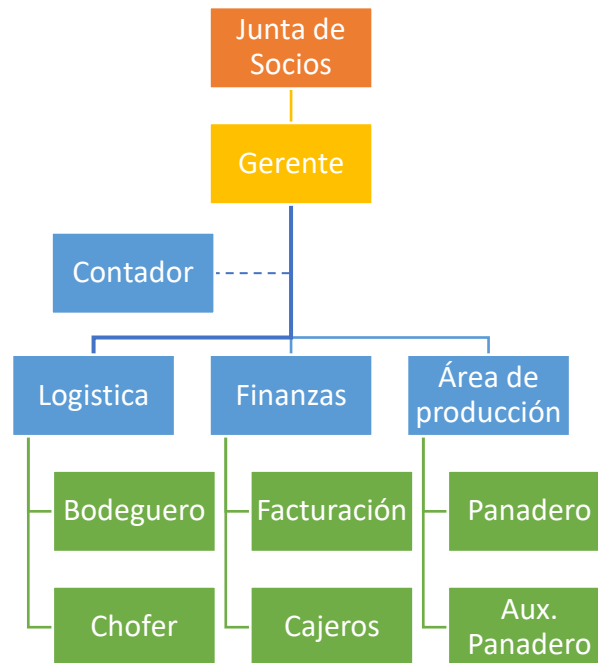 Junta de
Socios
Gerente
Contador
Logistica
Finanzas
Área de
producción
Bodeguero
Facturación
Panadero
Chofer
Cajeros
Aux.
Panadero